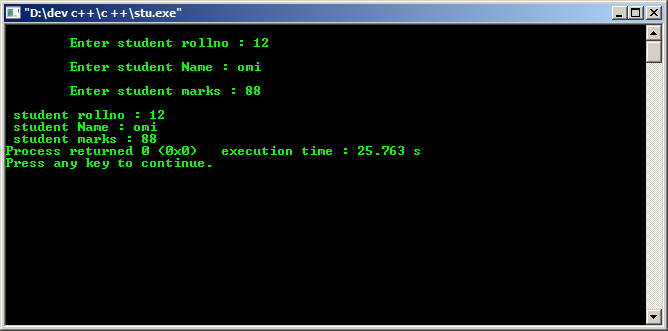 "D:\dev c++\c ++\stu.exe"
Enter student rollno : 12
Enter student Name : omi
Enter student marks : 88
student rollno : 12
student Name : omi
student marks : 88
Process returned 0 (0x0)   execution time : 25.763 s
Press any key to continue.